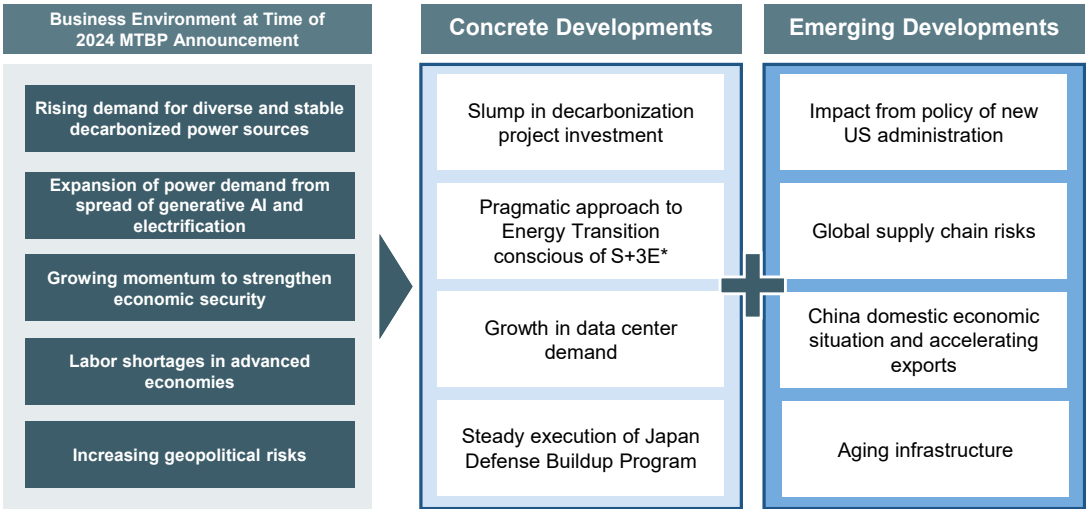 Business Environment at Time of
2024 MTBP Announcement
Rising demand for diverse and stable
decarbonized power sources
Expansion of power demand from
spread of generative AI and
electrification
Growing momentum to strengthen
economic security
Labor shortages in advanced
economies
Increasing geopolitical risks
Concrete Developments
Slump in decarbonization
project investment
Pragmatic approach to
Energy Transition
conscious of S+3E*
Growth in data center
demand
Steady execution of Japan
Defense Buildup Program
Emerging Developments
Impact from policy of new
US administration
Global supply chain risks
China domestic economic
situation and accelerating
exports
Aging infrastructure